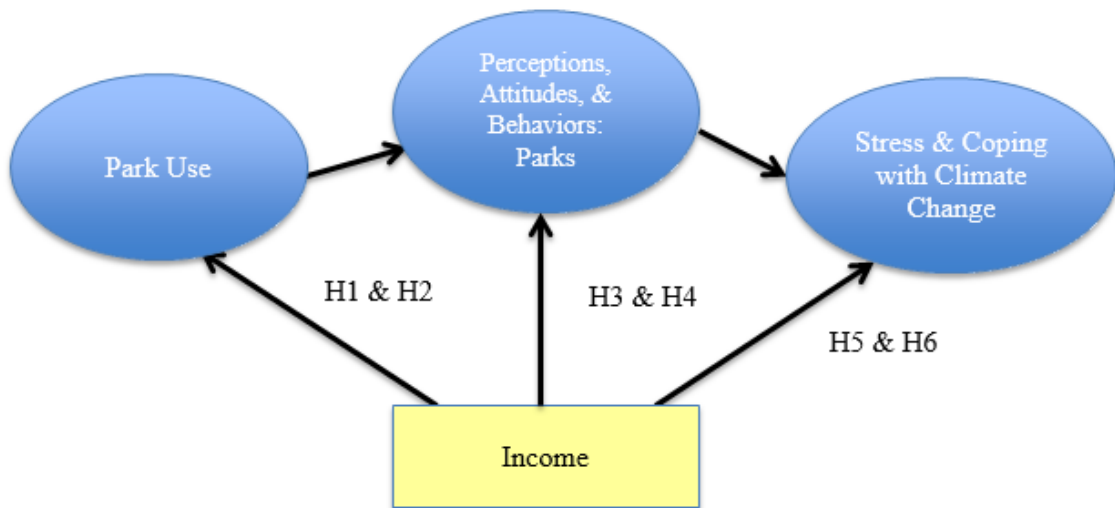 Perceptions,
Attitudes, &
Behaviors:
Parks
Park Use
Stress & Coping
with Climate
Change
H1 & H2
H3 & H4
H5 & H6
Income